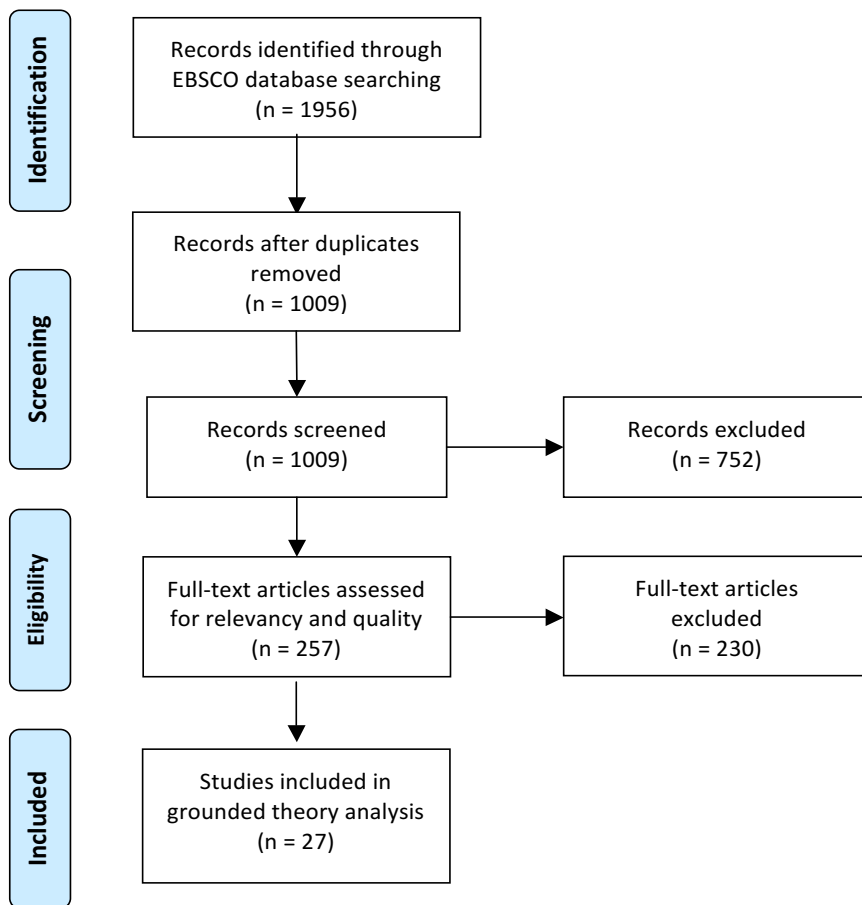 Identification
Records identified through
EBSCO database searching
(n = 1956)
Records after duplicates
removed
(n = 1009)
Screening
Records screened
(n = 1009)
Records excluded
(n = 752)
Eligibility
Full-text articles assessed
for relevancy and quality
(n = 257)
Full-text articles
excluded
(n = 230)
Included
Studies included in
grounded theory analysis
(n = 27)